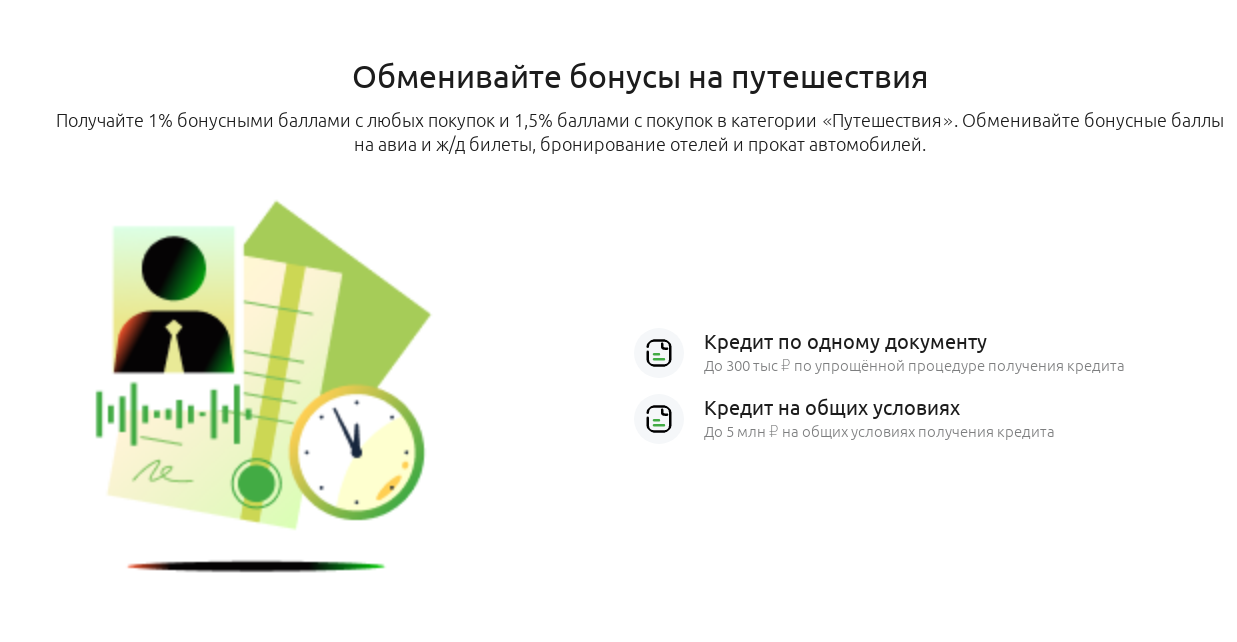 Обменивайте бонусы на путешествия
Получайте 1% бонусными баллами с любых покупок и 1,5% баллами с покупок в категории «Путешествия». Обменивайте бонусные баллы
на авиа и ж/д билеты, бронирование отелей и прокат автомобилей.
Кредит по одному документу
До 300 тыс ₽ по упрощённой процедуре получения кредита
Кредит на общих условиях
До 5 млн ₽ на общих условиях получения кредита